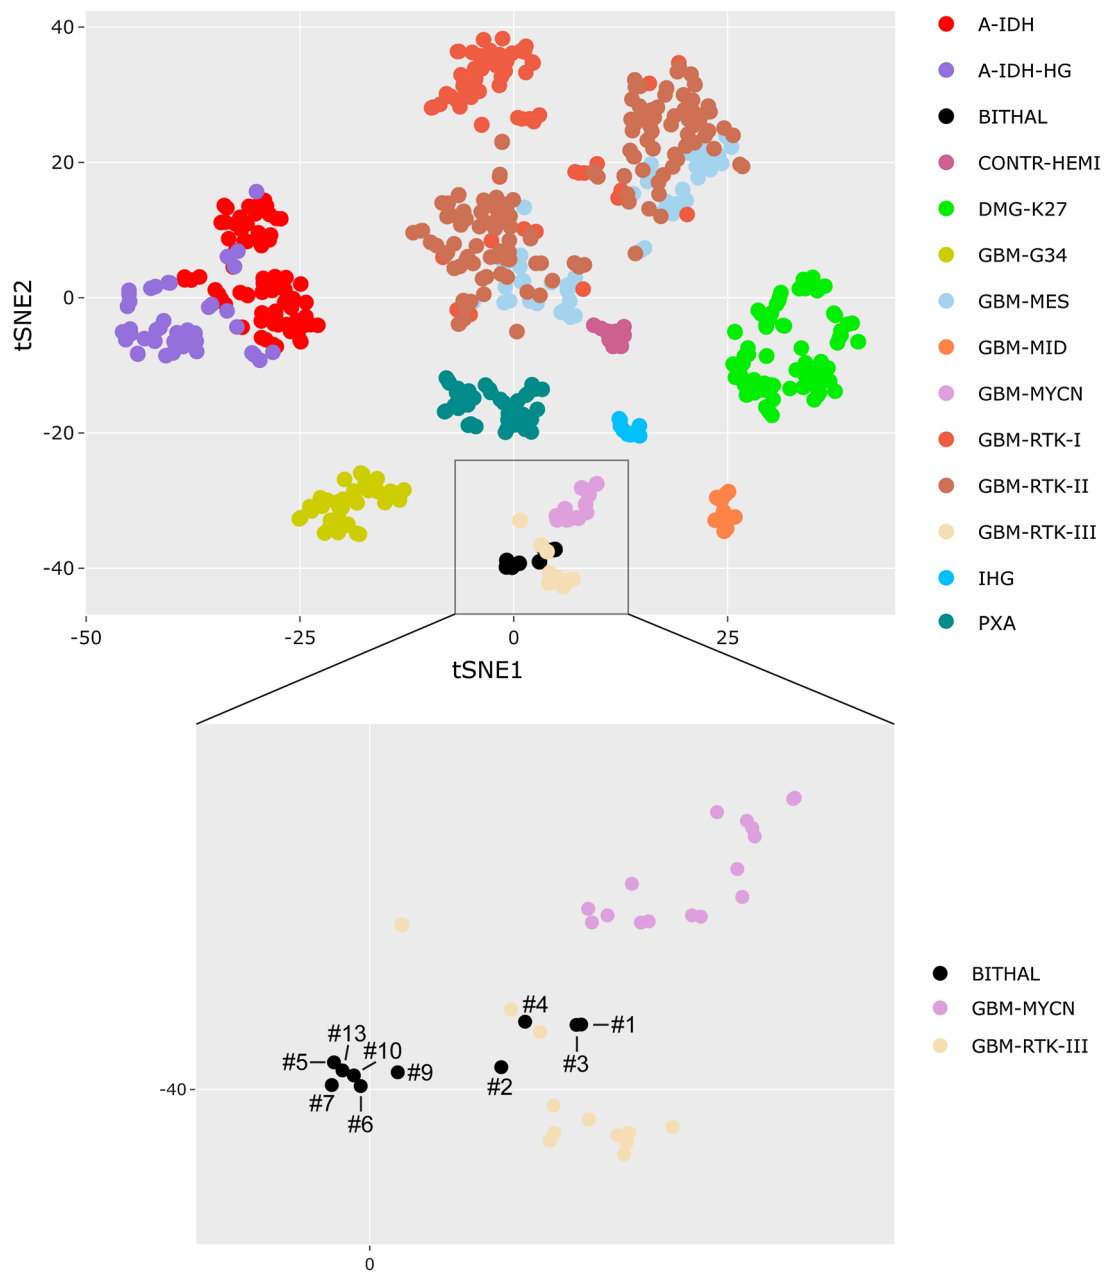 40
20
0
-20
-40
tSNE2
-50
-25
0
25
tSNE1
A-IDH
A-IDH-HG
BITHAL
CONTR-HEMI
DMG-K27
GBM-G34
GBM-MES
GBM-MID
GBM-MYCN
GBM-RTK-I
GBM-RTK-II
GBM-RTK-III
IHG
PXA
#4
#1
#13
#10
#3
#5
#9
#2
#7
#6
-40
0
BITHAL
GBM-MYCN
GBM-RTK-III